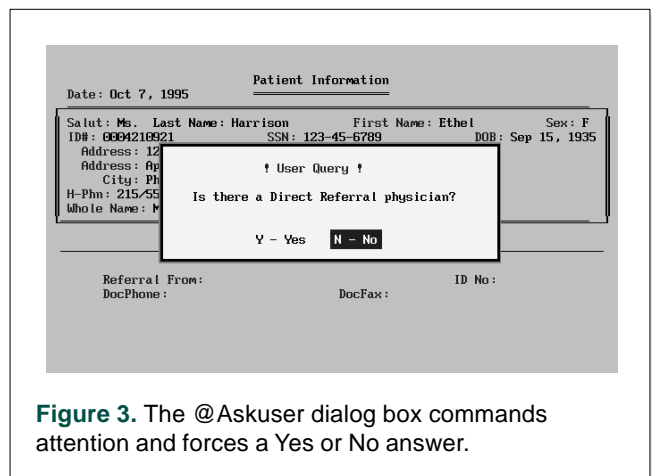 Patient Information
Date: Oct 7, 1995
Salut: Ms. Last Name: Harrison First Name: Ethel Sex: F
ID#: 0004210921 SSN: 123-45-6789 DOB: Sep 15, 1935
Address: 12
Address: Ap
City: Ph
H-Phn: 215/55
Whole Name: M
! User Query !
Is there a Direct Referral physician?
Y - Yes N - No
Referral From: ID No:
DocPhone: DocFax:
Figure 3. The @Askuser dialog box commands
attention and forces a Yes or No answer.